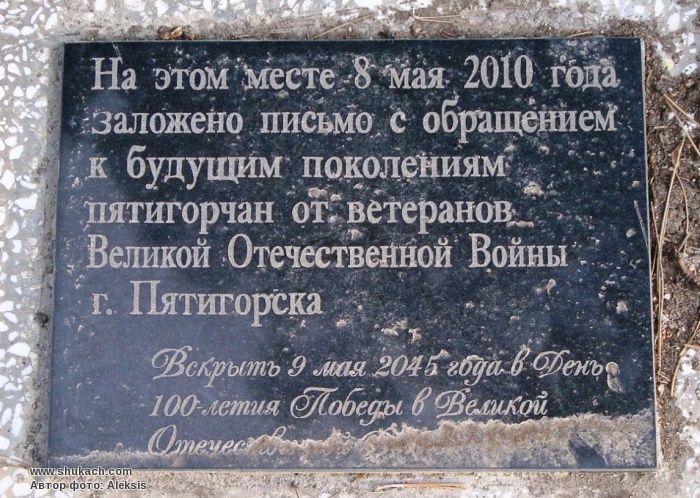 На этом месте 8 мая 2010 года
заложено письмо с обращением
к будущим поколениям
пятигорчан от ветеранов
Великой Отечественной Войны
г. Пятигорска
Вскрыть 9 мая 2045 года в День
100-летия Победы в Великой
www.shukach.com
Автор фото: Aleksis